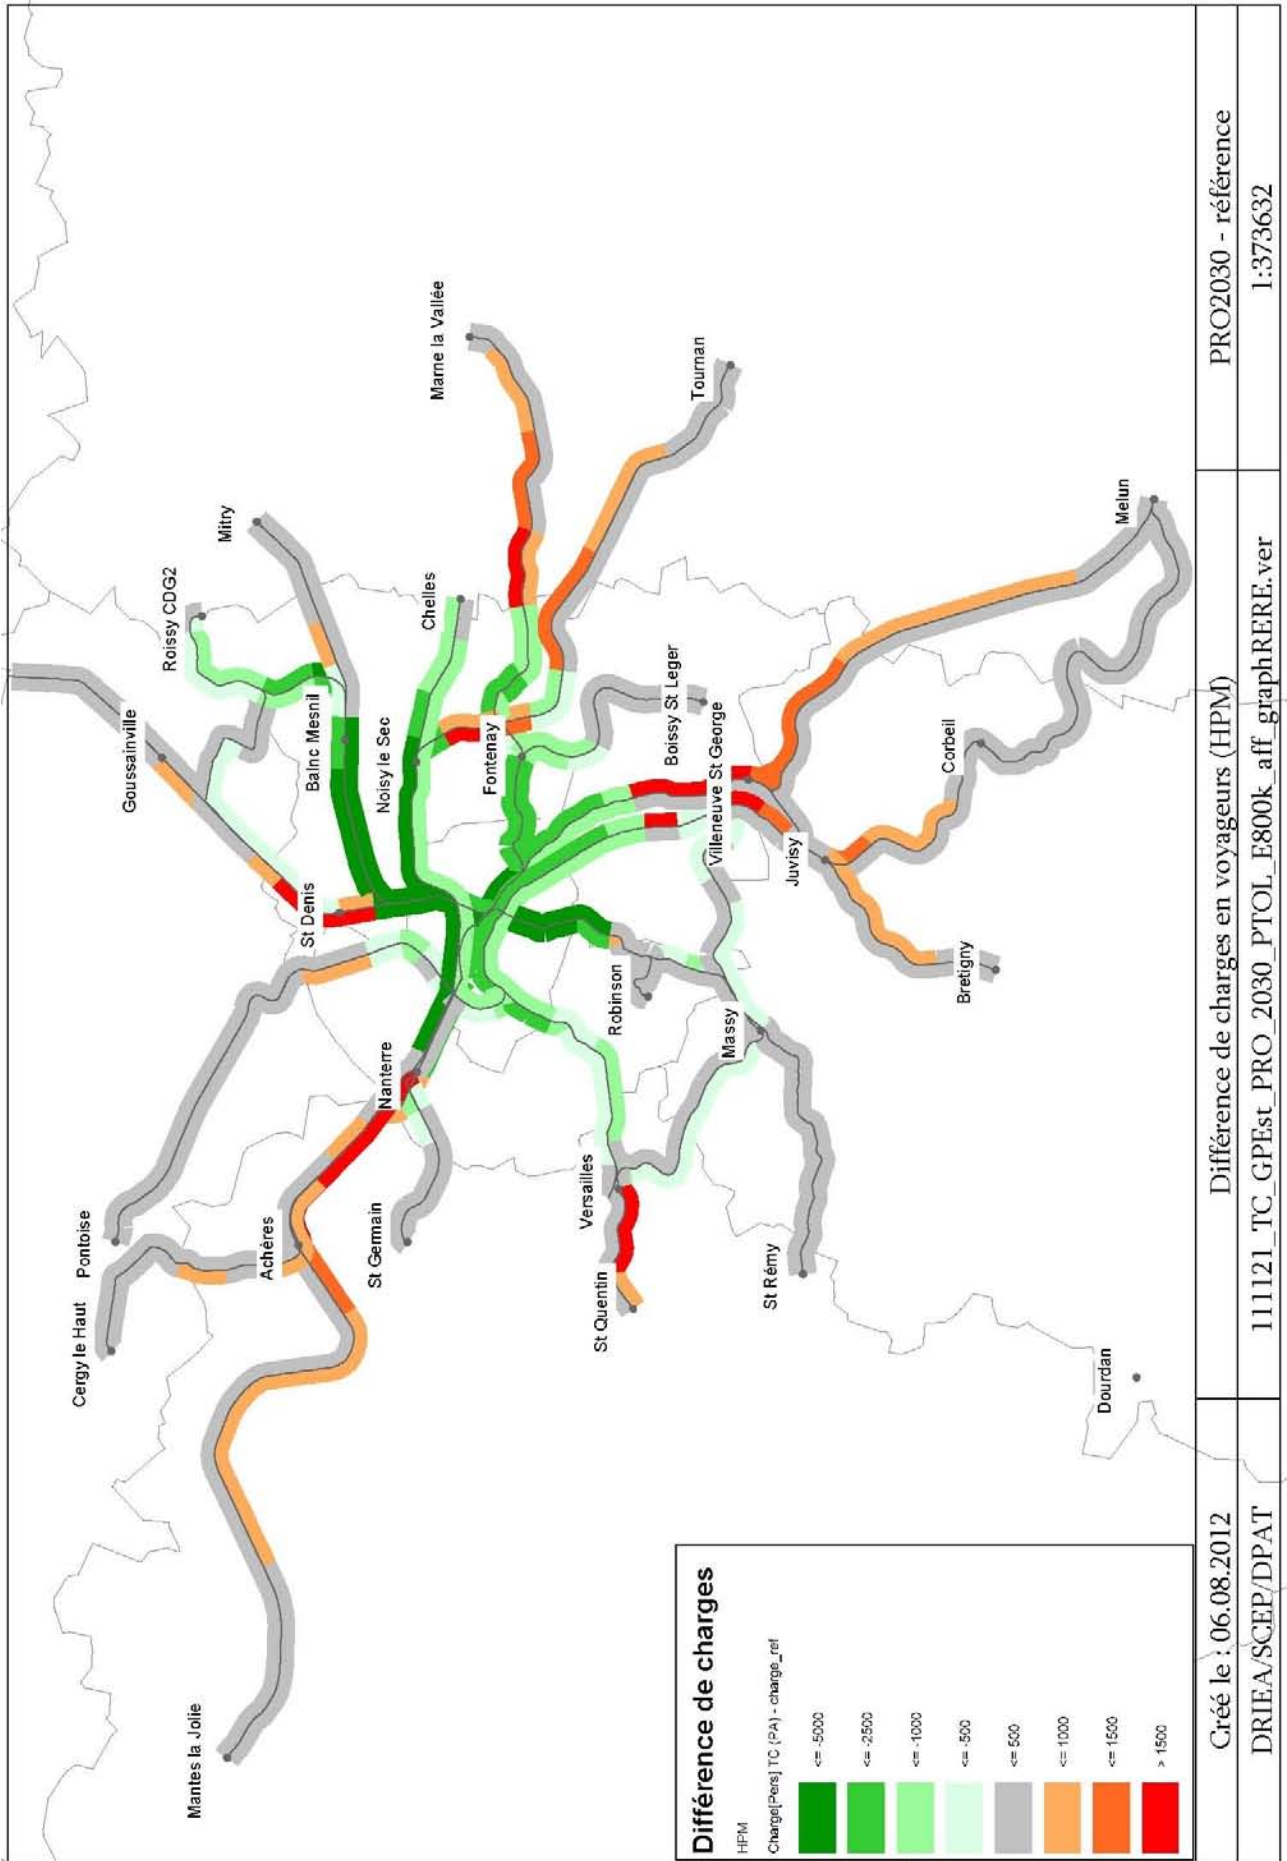 Mantes la Jolie
Cergy le Haut
Pontoise
Achères
St Germain
Nanterre
St Denis
Goussainville
Roissy CDG2
Mitry
Balnc Mesnil
Noisy le Sec
Chelles
Marne la Vallée
Fontenay
Tournan
Boissy St Leger
Villeneuve St George
Juvisy
Corbeil
Melun
Bretigny
Robinson
Massy
Versailles
St Quentin
St Rémy
Dourdan
Différence de charges
HPM
Charge[Pers] TC (PA) - charge_ref
<= -5000
<= -2500
<= -1000
<= -500
<= 500
<= 1000
<= 1500
> 1500
Créé le : 06.08.2012
Différence de charges en voyageurs (HPM)
PRO2030 - référence
DRIEA/SCEP/DPAT
111121_TC_GPEst_PRO_2030_PTOL_E800k_aff_graphRERE.ver
1:373632